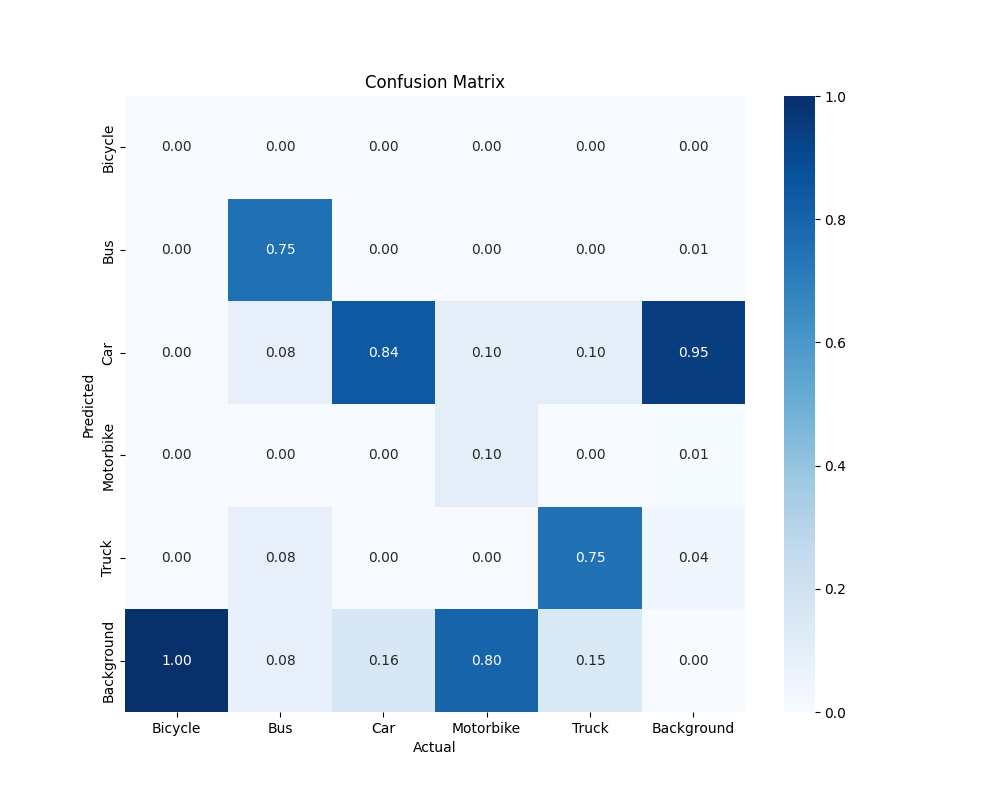 Confusion Matrix
Predicted
Bicycle 0.00 0.00 0.00 0.00 0.00 0.00
Bus 0.00 0.75 0.00 0.00 0.00 0.01
Car 0.00 0.08 0.84 0.10 0.10 0.95
Motorbike 0.00 0.00 0.00 0.10 0.00 0.01
Truck 0.00 0.08 0.00 0.00 0.75 0.04
Background 1.00 0.08 0.16 0.80 0.15 0.00
Bicycle Bus Car Motorbike Truck Background
Actual
1.0
0.8
0.6
0.4
0.2
0.0